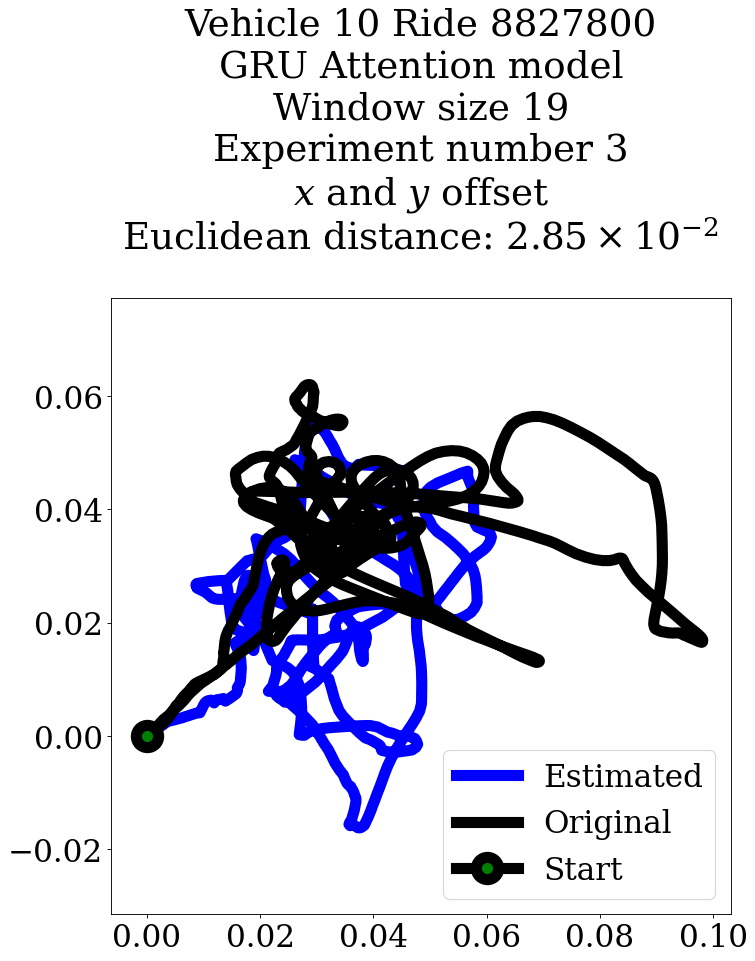 Vehicle 10 Ride 8827800
GRU Attention model
Window size 19
Experiment number 3
x and y offset
Euclidean distance: 2.85 × 10⁻²
0.06
0.04
0.02
0.00
−0.02
Estimated
Original
Start
0.00 0.02 0.04 0.06 0.08 0.10